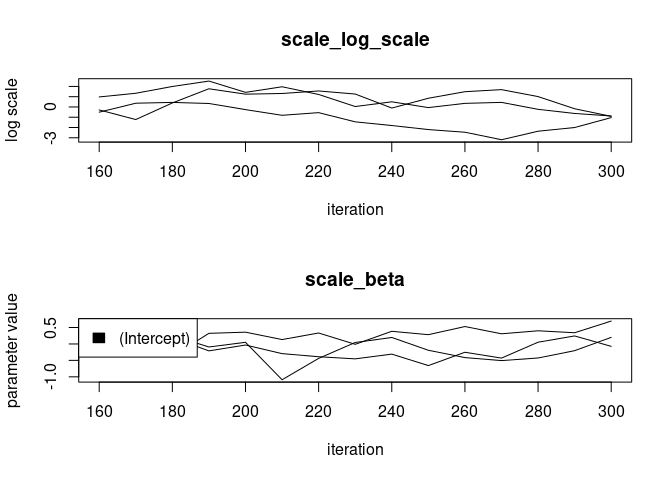 scale_log_scale
log scale
0
-3
160 180 200 220 240 260 280 300
iteration
scale_beta
parameter value
0.5
-1.0
(Intercept)
160 180 200 220 240 260 280 300
iteration